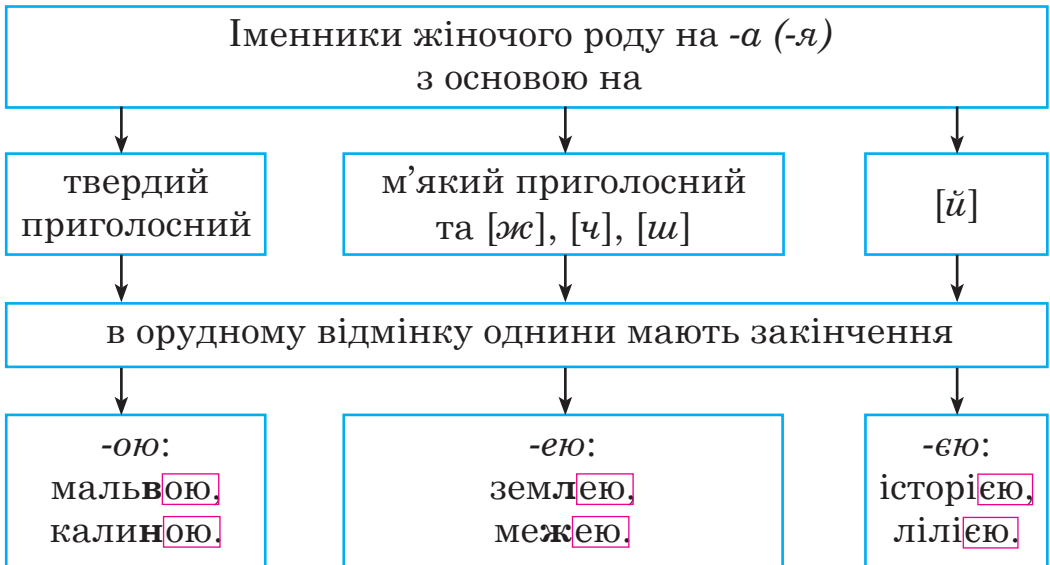 Іменники жіночого роду на -а (-я)
з основою на
твердий
приголосний
м’який приголосний
та [ж], [ч], [ш]
[й]
в орудному відмінку однини мають закінчення
-ою:
мальвою,
калиною.
-ею:
землею,
межею.
-єю:
історією,
лілією.